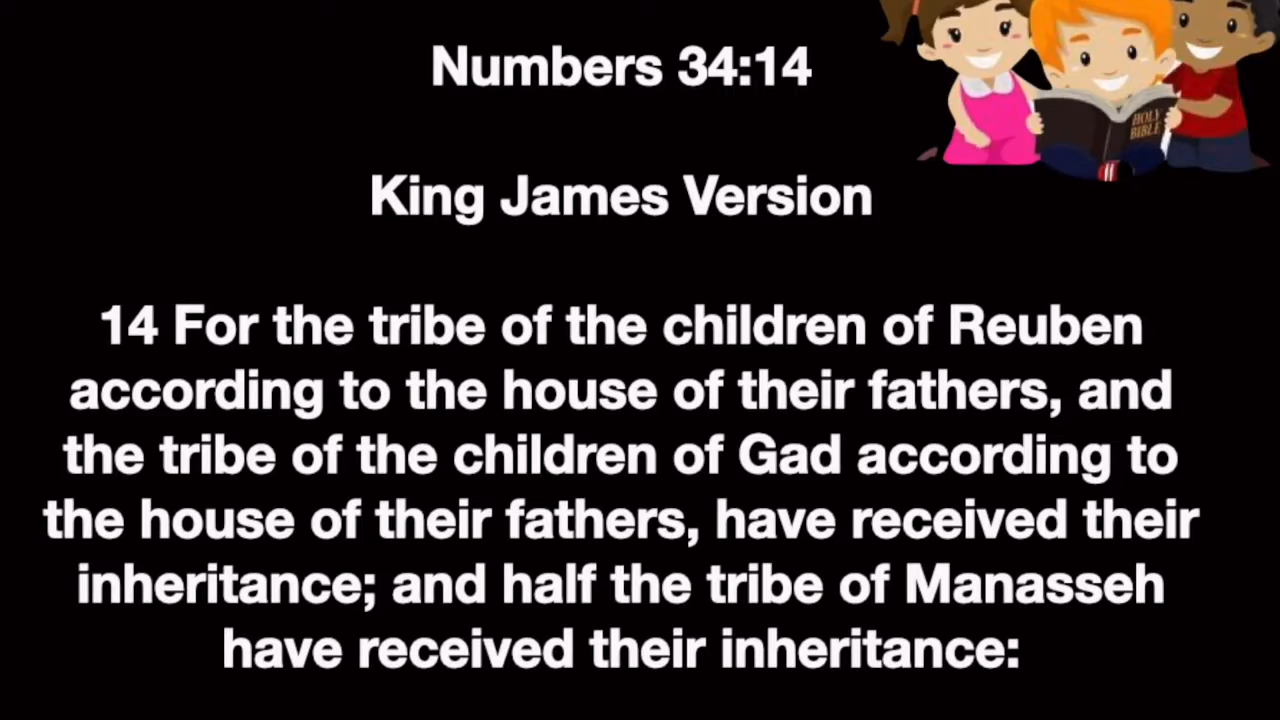 Numbers 34:14
HOLY
BIBLE
King James Version
14 For the tribe of the children of Reuben
according to the house of their fathers, and
the tribe of the children of Gad according to
the house of their fathers, have received their
inheritance; and half the tribe of Manasseh
have received their inheritance: